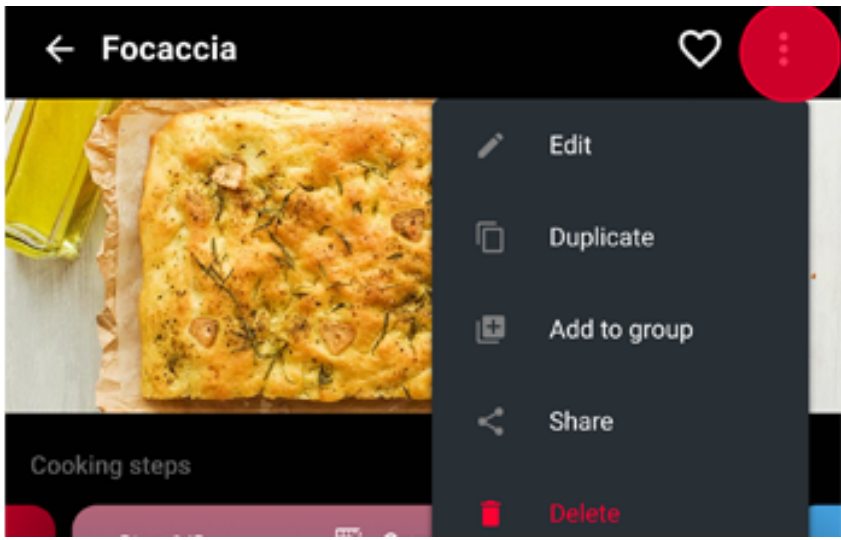 Focaccia
Edit
Duplicate
Add to group
Share
Cooking steps
Delete